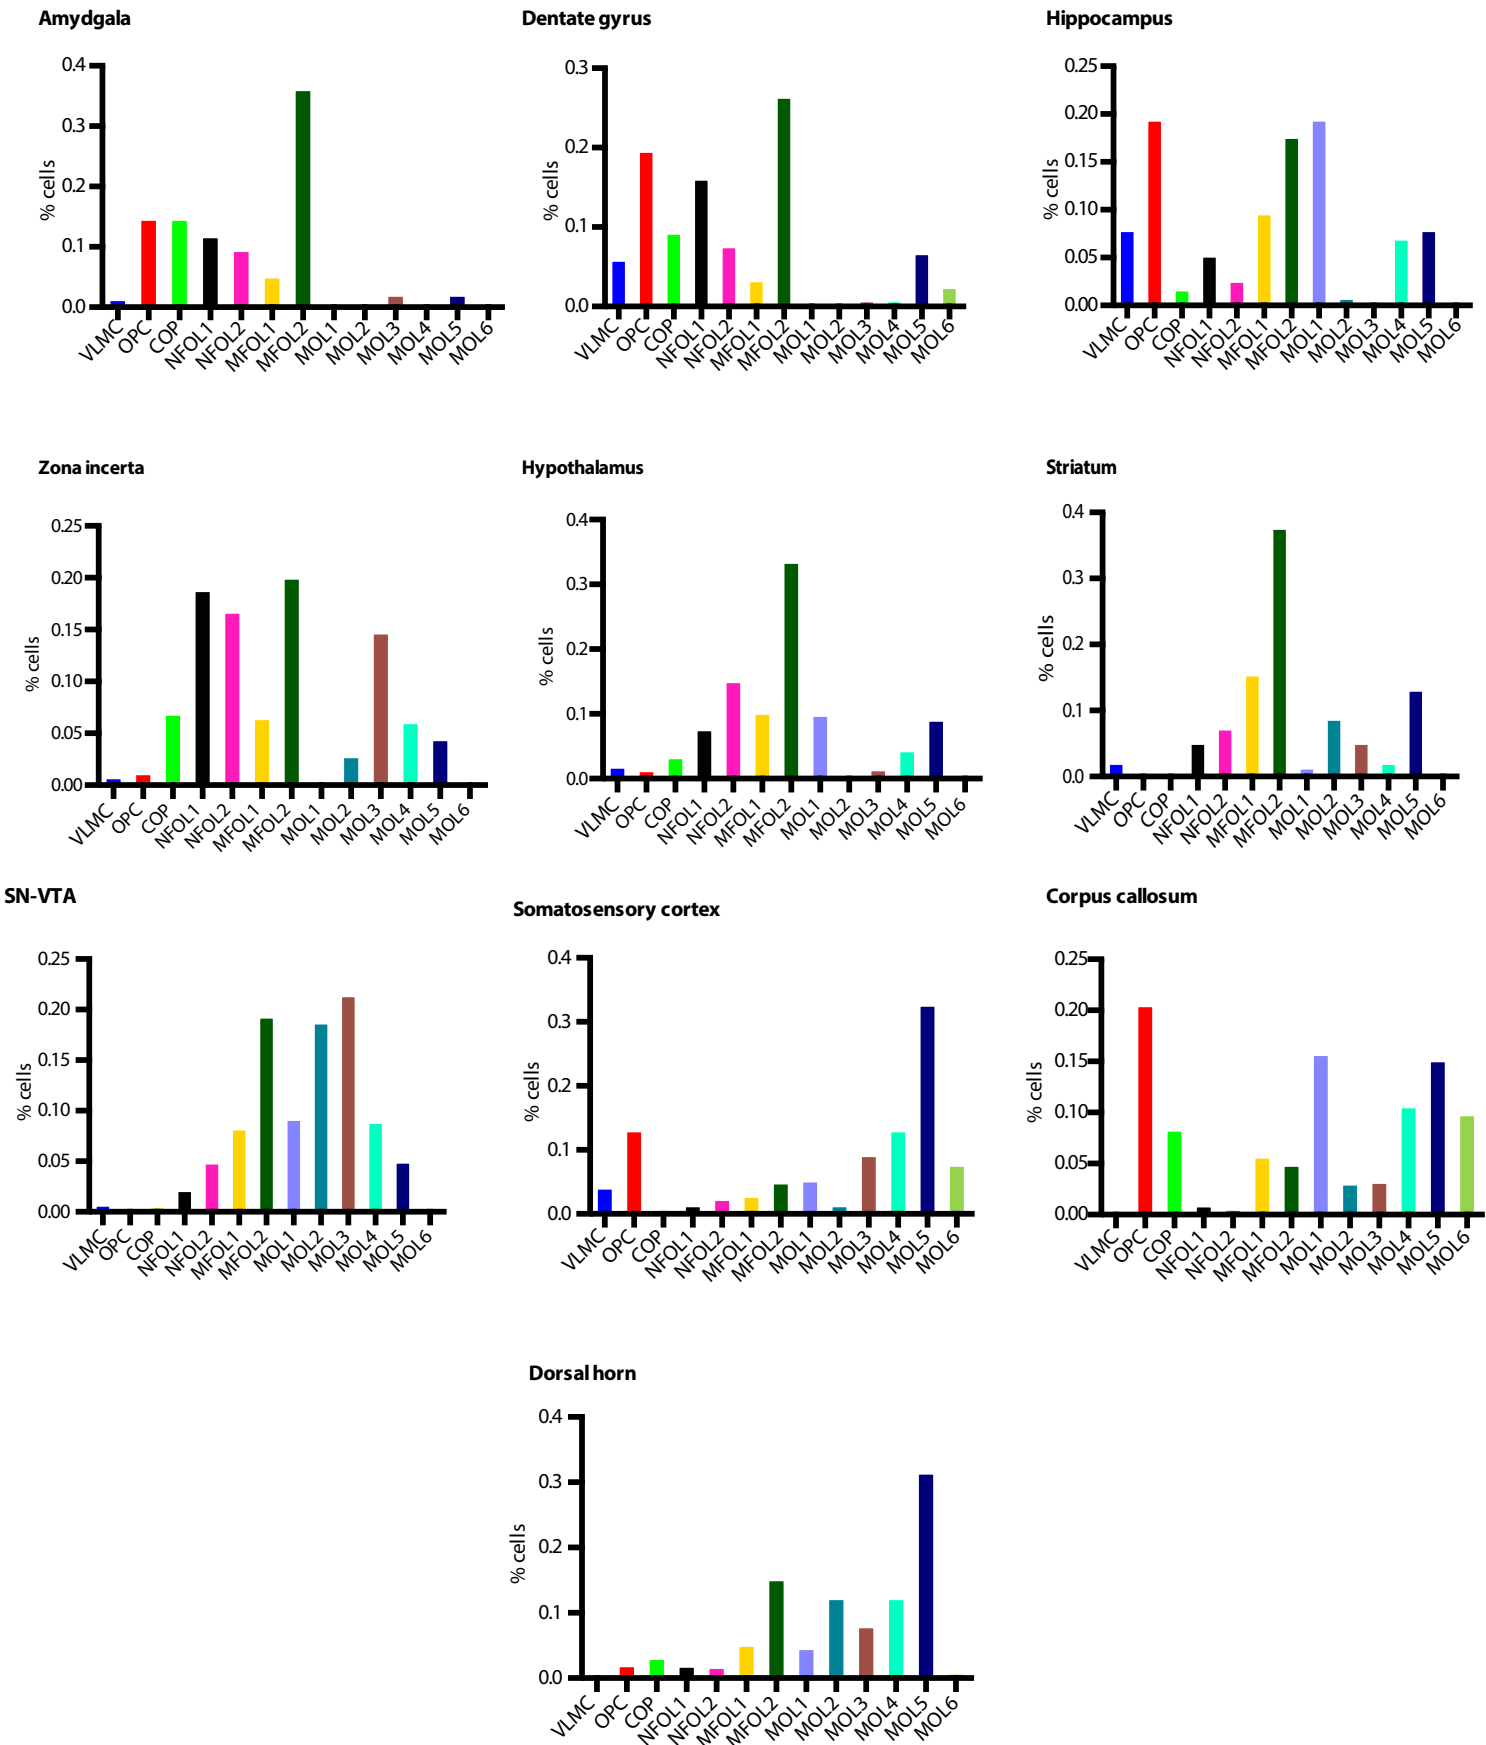 Amydgala
0.4
0.3
0.2
0.1
0.0
% cells
VLMC
OPC
COP
NFOL1
NFOL2
MFOL1
MFOL2
MOL1
MOL2
MOL3
MOL4
MOL5
MOL6
Dentate gyrus
0.3
0.2
0.1
0.0
% cells
VLMC
OPC
COP
NFOL1
NFOL2
MFOL1
MFOL2
MOL1
MOL2
MOL3
MOL4
MOL5
MOL6
Hippocampus
0.25
0.20
0.15
0.10
0.05
0.00
% cells
VLMC
OPC
COP
NFOL1
NFOL2
MFOL1
MFOL2
MOL1
MOL2
MOL3
MOL4
MOL5
MOL6
Zona incerta
0.25
0.20
0.15
0.10
0.05
0.00
% cells
VLMC
OPC
COP
NFOL1
NFOL2
MFOL1
MFOL2
MOL1
MOL2
MOL3
MOL4
MOL5
MOL6
Hypothalamus
0.4
0.3
0.2
0.1
0.0
% cells
VLMC
OPC
COP
NFOL1
NFOL2
MFOL1
MFOL2
MOL1
MOL2
MOL3
MOL4
MOL5
MOL6
Striatum
0.4
0.3
0.2
0.1
0.0
% cells
VLMC
OPC
COP
NFOL1
NFOL2
MFOL1
MFOL2
MOL1
MOL2
MOL3
MOL4
MOL5
MOL6
SN-VTA
0.25
0.20
0.15
0.10
0.05
0.00
% cells
VLMC
OPC
COP
NFOL1
NFOL2
MFOL1
MFOL2
MOL1
MOL2
MOL3
MOL4
MOL5
MOL6
Somatosensory cortex
0.4
0.3
0.2
0.1
0.0
% cells
VLMC
OPC
COP
NFOL1
NFOL2
MFOL1
MFOL2
MOL1
MOL2
MOL3
MOL4
MOL5
MOL6
Corpus callosum
0.25
0.20
0.15
0.10
0.05
0.00
% cells
VLMC
OPC
COP
NFOL1
NFOL2
MFOL1
MFOL2
MOL1
MOL2
MOL3
MOL4
MOL5
MOL6
Dorsal horn
0.4
0.3
0.2
0.1
0.0
% cells
VLMC
OPC
COP
NFOL1
NFOL2
MFOL1
MFOL2
MOL1
MOL2
MOL3
MOL4
MOL5
MOL6